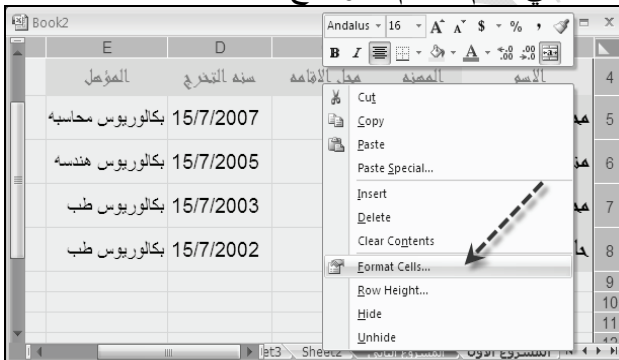 Book2
Andalus 16 A A $ % ,
B I A
E D
المؤهل سنه التخرج محل الاقامه المهنه الاسم 4
بكالوريوس محاسبه 15/7/2007 5
بكالوريوس هندسه 15/7/2005 6
بكالوريوس طب 15/7/2003 7
بكالوريوس طب 15/7/2002 8
9
10
11
Cut
Copy
Paste
Paste Special...
Insert
Delete
Clear Contents
Format Cells...
Row Height...
Hide
Unhide
Sheet2 المشروع الاول